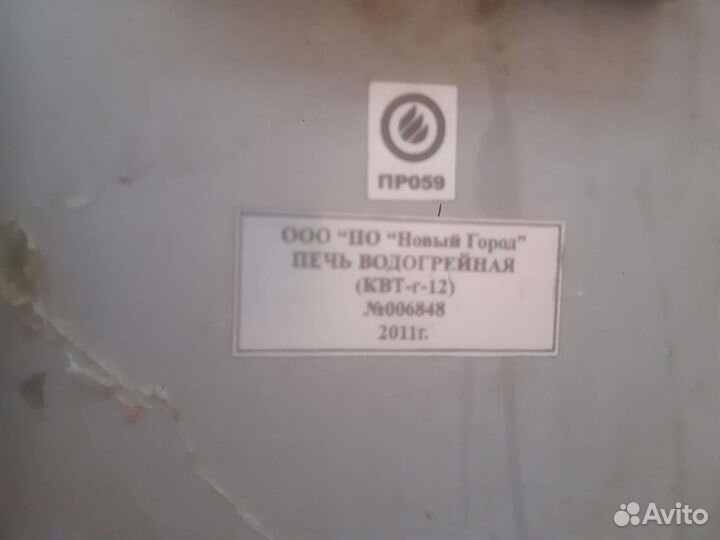 ПР059
ООО "ПО "Новый Город"
ПЕЧЬ ВОДОГРЕЙНАЯ
(КВТ-г-12)
№006848
2011г.
Avito